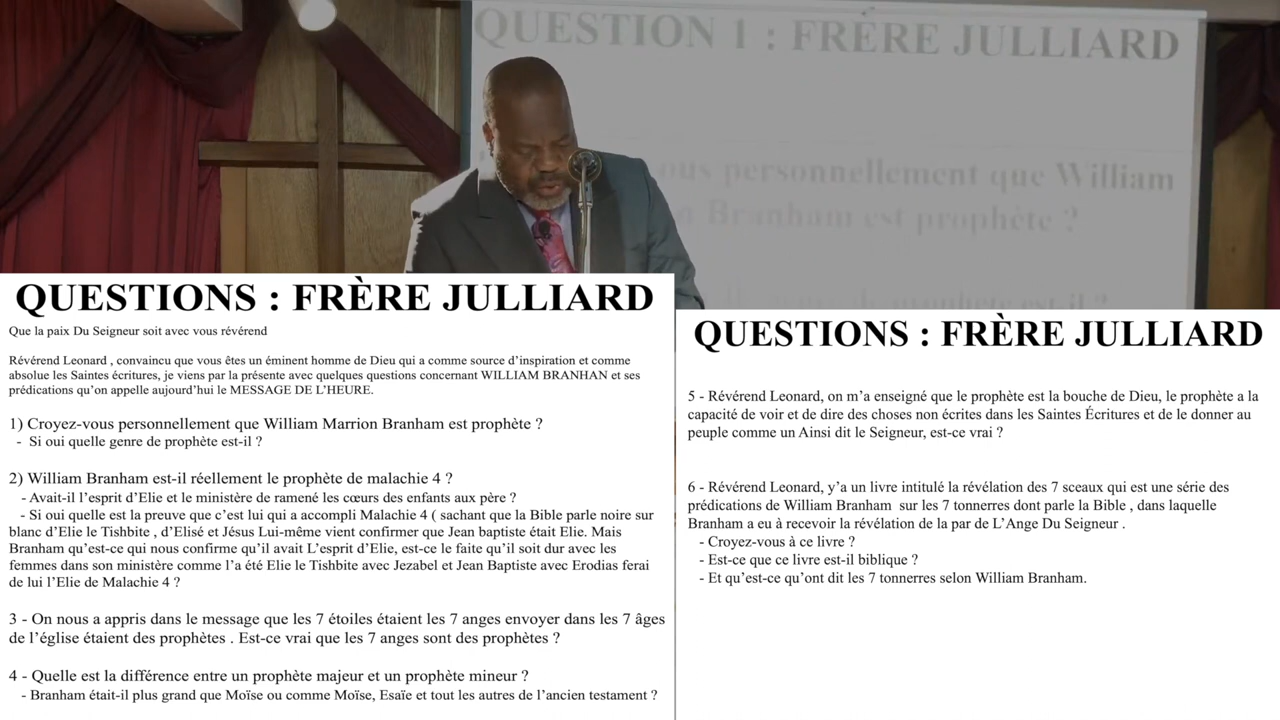 QUESTION 1 : FRÈRE JULLIARD
ous personnellement que William
Branham est prophète ?
QUESTIONS : FRÈRE JULLIARD
Que la paix Du Seigneur soit avec vous révérend
Révérend Leonard , convaincu que vous êtes un éminent homme de Dieu qui a comme source d’inspiration et comme
absolue les Saintes écritures, je viens par la présente avec quelques questions concernant WILLIAM BRANHAN et ses
prédications qu’on appelle aujourd’hui le MESSAGE DE L’HEURE.
1) Croyez-vous personnellement que William Marrion Branham est prophète ?
- Si oui quelle genre de prophète est-il ?
2) William Branham est-il réellement le prophète de malachie 4 ?
- Avait-il l’esprit d’Elie et le ministère de ramené les cœurs des enfants aux père ?
- Si oui quelle est la preuve que c’est lui qui a accompli Malachie 4 ( sachant que la Bible parle noire sur
blanc d’Elie le Tishbite , d’Elisé et Jésus Lui-même vient confirmer que Jean baptiste était Elie. Mais
Branham qu’est-ce qui nous confirme qu’il avait L’esprit d’Elie, est-ce le faite qu’il soit dur avec les
femmes dans son ministère comme l’a été Elie le Tishbite avec Jezabel et Jean Baptiste avec Erodias ferai
de lui l’Elie de Malachie 4 ?
3 - On nous a appris dans le message que les 7 étoiles étaient les 7 anges envoyer dans les 7 âges
de l’église étaient des prophètes . Est-ce vrai que les 7 anges sont des prophètes ?
4 - Quelle est la différence entre un prophète majeur et un prophète mineur ?
- Branham était-il plus grand que Moïse ou comme Moïse, Esaïe et tout les autres de l’ancien testament ?
QUESTIONS : FRÈRE JULLIARD
5 - Révérend Leonard, on m’a enseigné que le prophète est la bouche de Dieu, le prophète a la
capacité de voir et de dire des choses non écrites dans les Saintes Écritures et de le donner au
peuple comme un Ainsi dit le Seigneur, est-ce vrai ?
6 - Révérend Leonard, y’a un livre intitulé la révélation des 7 sceaux qui est une série des
prédications de William Branham sur les 7 tonnerres dont parle la Bible , dans laquelle
Branham a eu à recevoir la révélation de la par de L’Ange Du Seigneur .
- Croyez-vous à ce livre ?
- Est-ce que ce livre est-il biblique ?
- Et qu’est-ce qu’ont dit les 7 tonnerres selon William Branham.